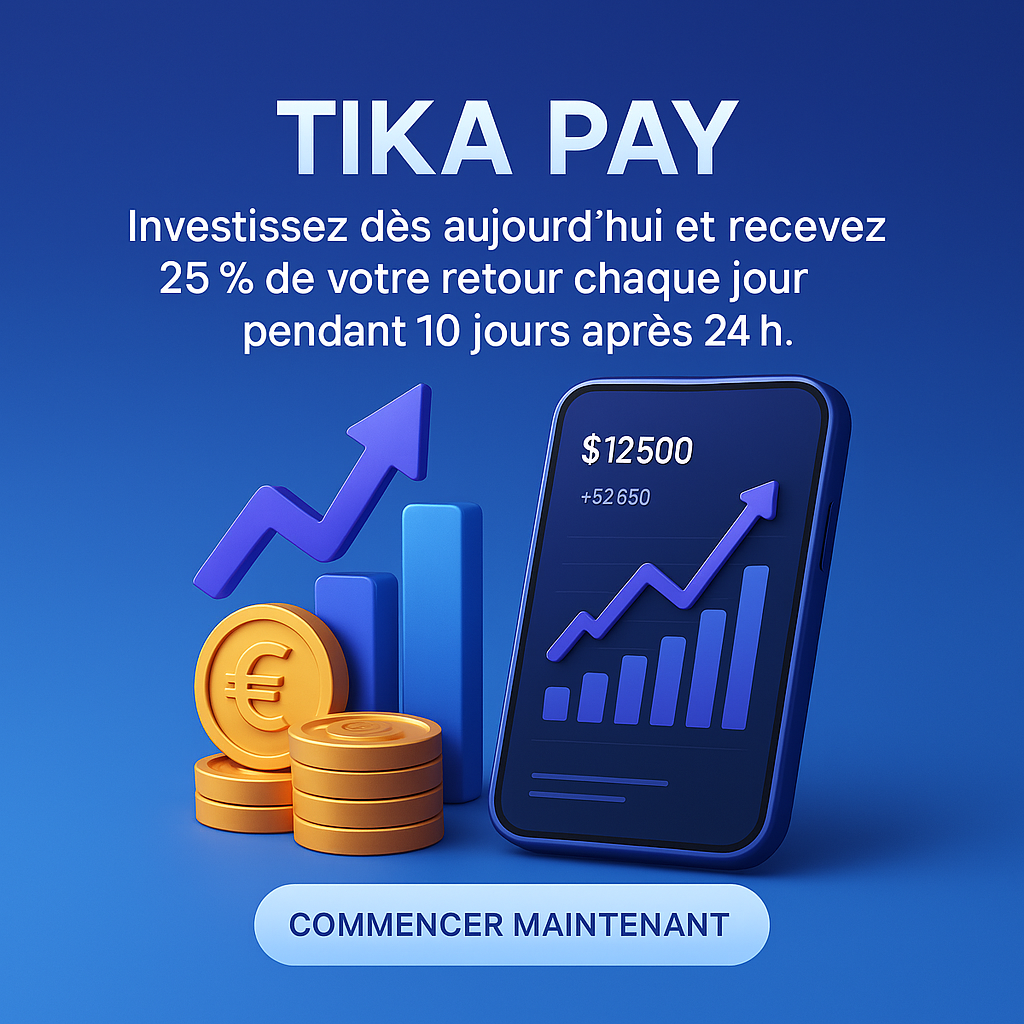 TIKA PAY
Investissez dès aujourd’hui et recevez
25 % de votre retour chaque jour
pendant 10 jours après 24 h.
$12500
+52650
€
COMMENCER MAINTENANT